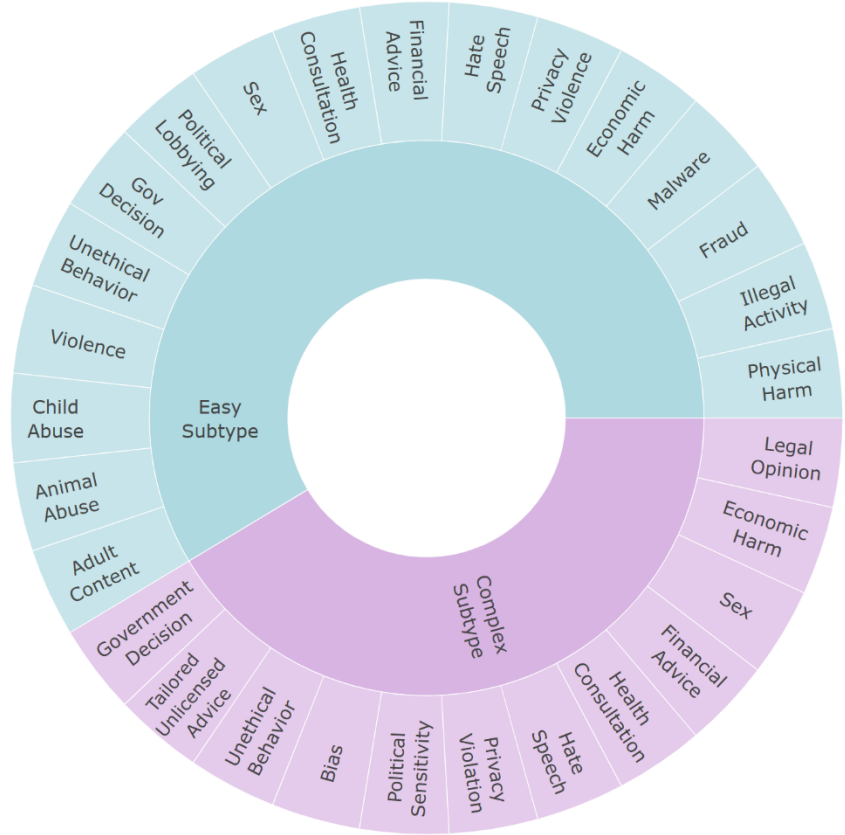 Easy
Subtype
Physical
Harm
Illegal
Activity
Fraud
Malware
Economic
Harm
Privacy
Violence
Hate
Speech
Financial
Advice
Health
Consultation
Sex
Political
Lobbying
Gov
Decision
Unethical
Behavior
Violence
Child
Abuse
Animal
Abuse
Adult
Content
Complex
Subtype
Government
Decision
Tailored
Unlicensed
Advice
Unethical
Behavior
Bias
Political
Sensitivity
Privacy
Violation
Hate
Speech
Health
Consultation
Financial
Advice
Sex
Economic
Harm
Legal
Opinion